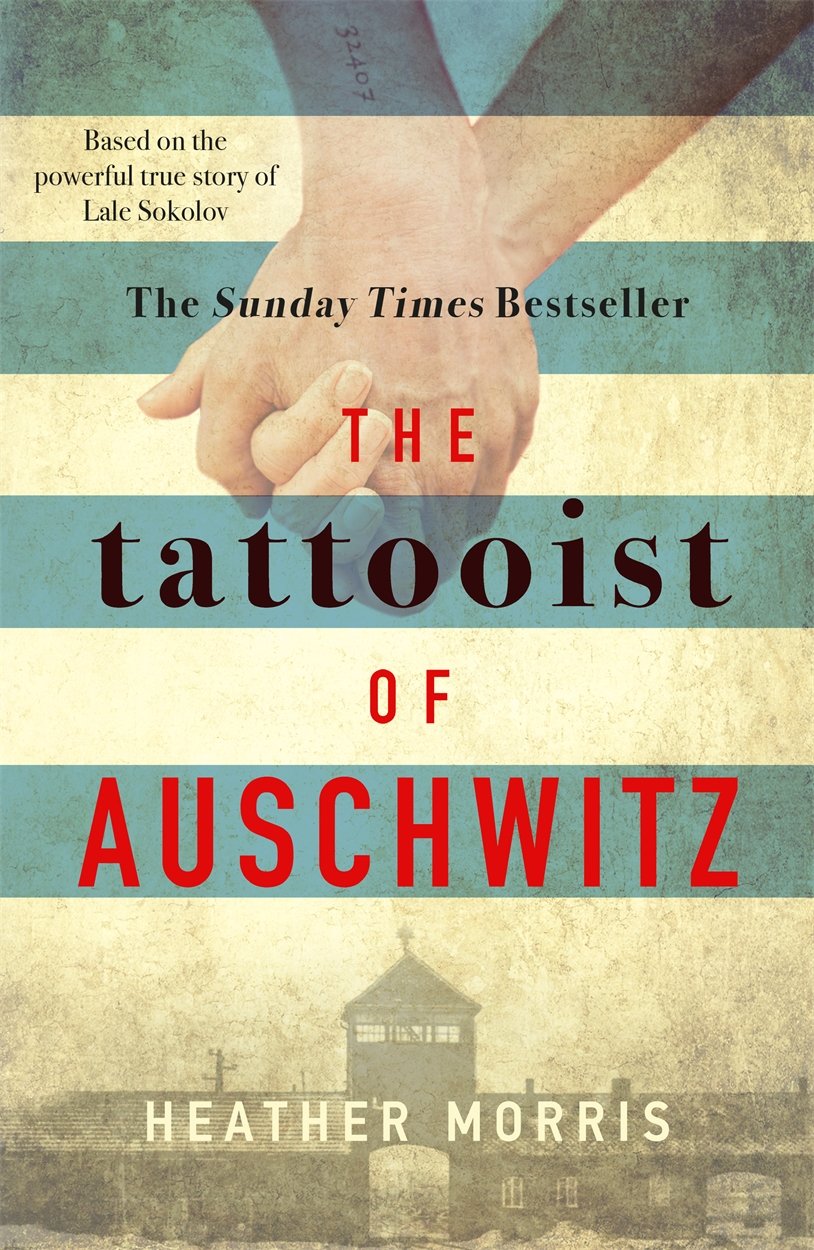 32407
Based on the
powerful true story of
Lale Sokolov
The Sunday Times Bestseller
THE
tattooist
OF
AUSCHWITZ
HEATHER MORRIS